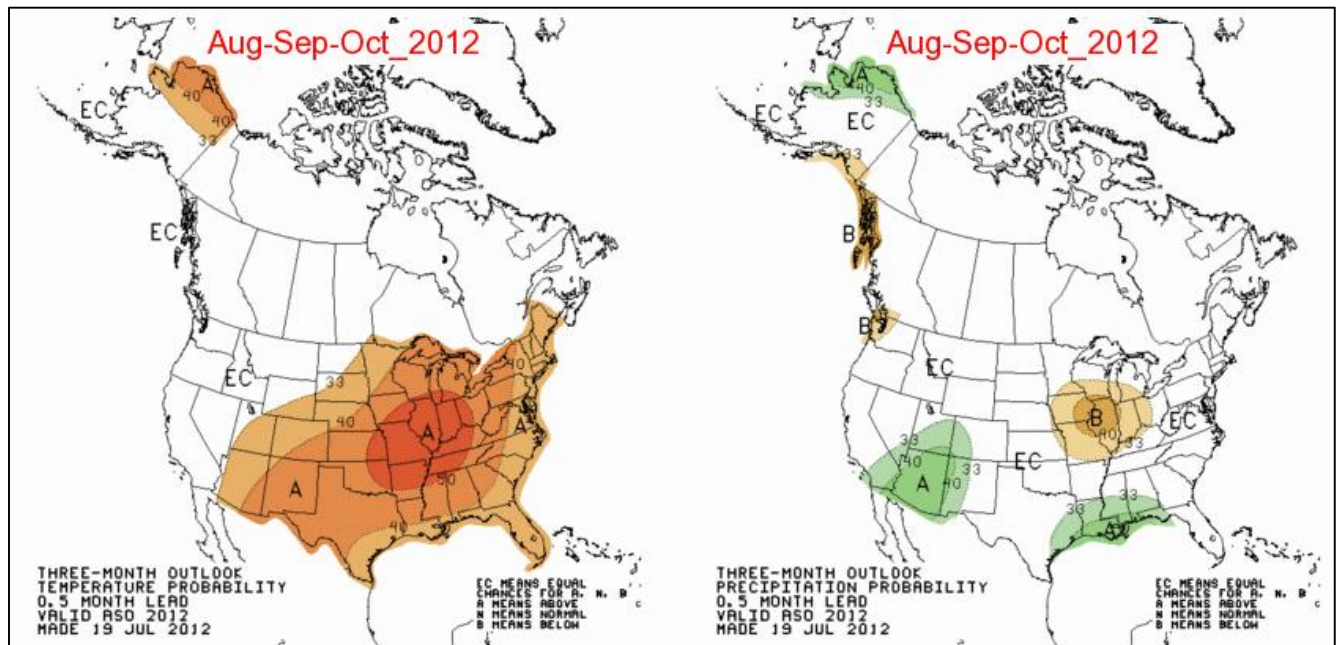 Aug-Sep-Oct_2012
A
EC
40
40
33
EC
EC
33
40
40
A
A
A
50
40
THREE-MONTH OUTLOOK
TEMPERATURE PROBABILITY
0.5 MONTH LEAD
VALID ASO 2012
MADE 19 JUL 2012
EC MEANS EQUAL
CHANCES FOR A, N, B
A MEANS ABOVE
N MEANS NORMAL
B MEANS BELOW
Aug-Sep-Oct_2012
A
40
33
EC
EC
33
B
B
EC
B
40
EC
33
33
33
40
EC
A
40
33
33
A
THREE-MONTH OUTLOOK
PRECIPITATION PROBABILITY
0.5 MONTH LEAD
VALID ASO 2012
MADE 19 JUL 2012
EC MEANS EQUAL
CHANCES FOR A, N, B
A MEANS ABOVE
N MEANS NORMAL
B MEANS BELOW